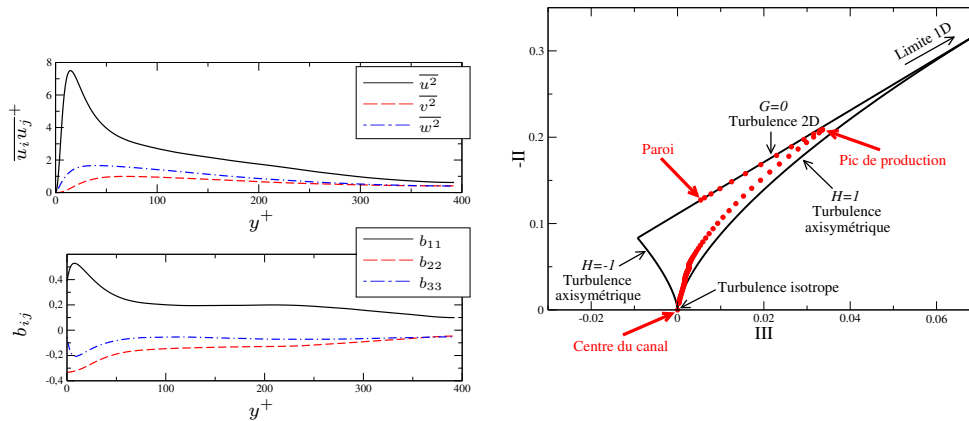 8
6
4
2
0
0
100
200
300
400
y⁺
u_i u_j⁺
u²
v²
w²
0,4
0,2
0
-0,2
-0,4
0
100
200
300
400
y⁺
b_ij
b₁₁
b₂₂
b₃₃
0.3
0.2
0.1
0
-0.02
0
0.02
0.04
0.06
-II
III
Limite 1D
G=0
Turbulence 2D
Paroi
Pic de production
H=1
Turbulence
axisymétrique
H=-1
Turbulence
axisymétrique
Turbulence isotrope
Centre du canal